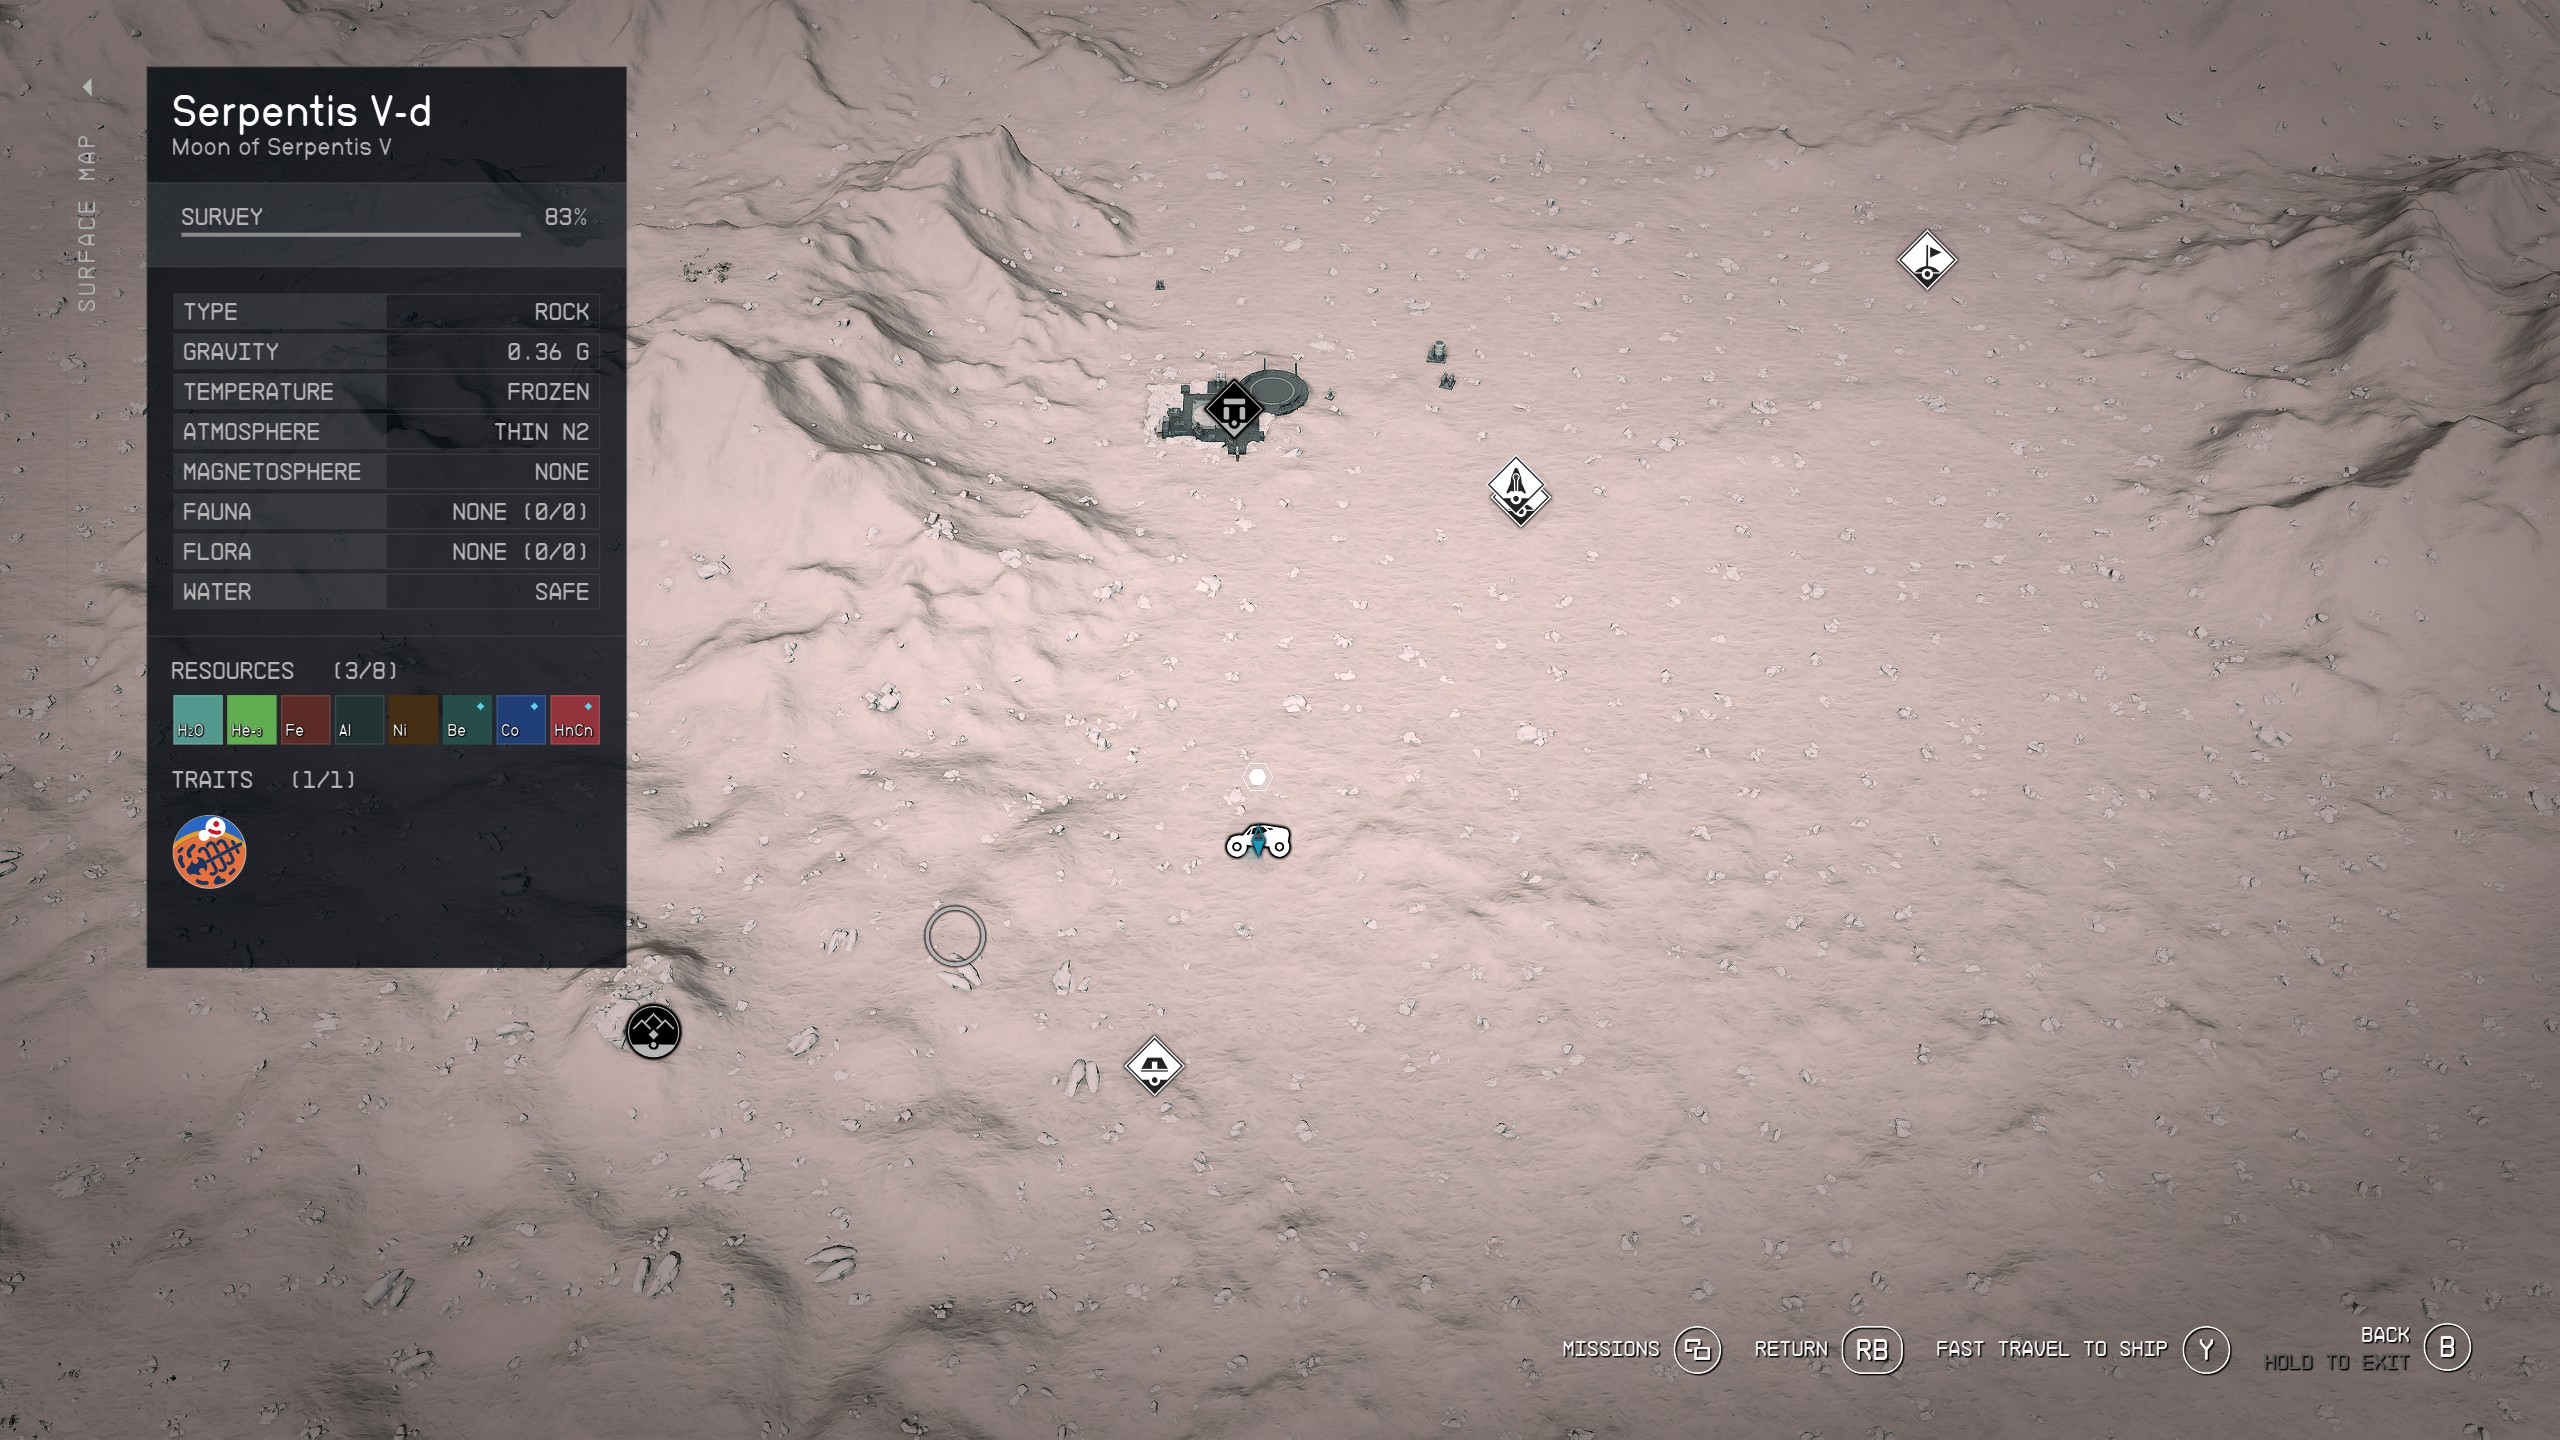 SURFACE MAP
Serpentis V-d
Moon of Serpentis V
SURVEY 83%
TYPE ROCK
GRAVITY 0.36 G
TEMPERATURE FROZEN
ATMOSPHERE THIN N2
MAGNETOSPHERE NONE
FAUNA NONE (0/0)
FLORA NONE (0/0)
WATER SAFE
RESOURCES (3/8)
H2O He-3 Fe Al Ni Be Co HnCn
TRAITS (1/1)
MISSIONS RETURN RB FAST TRAVEL TO SHIP Y BACK B
HOLD TO EXIT